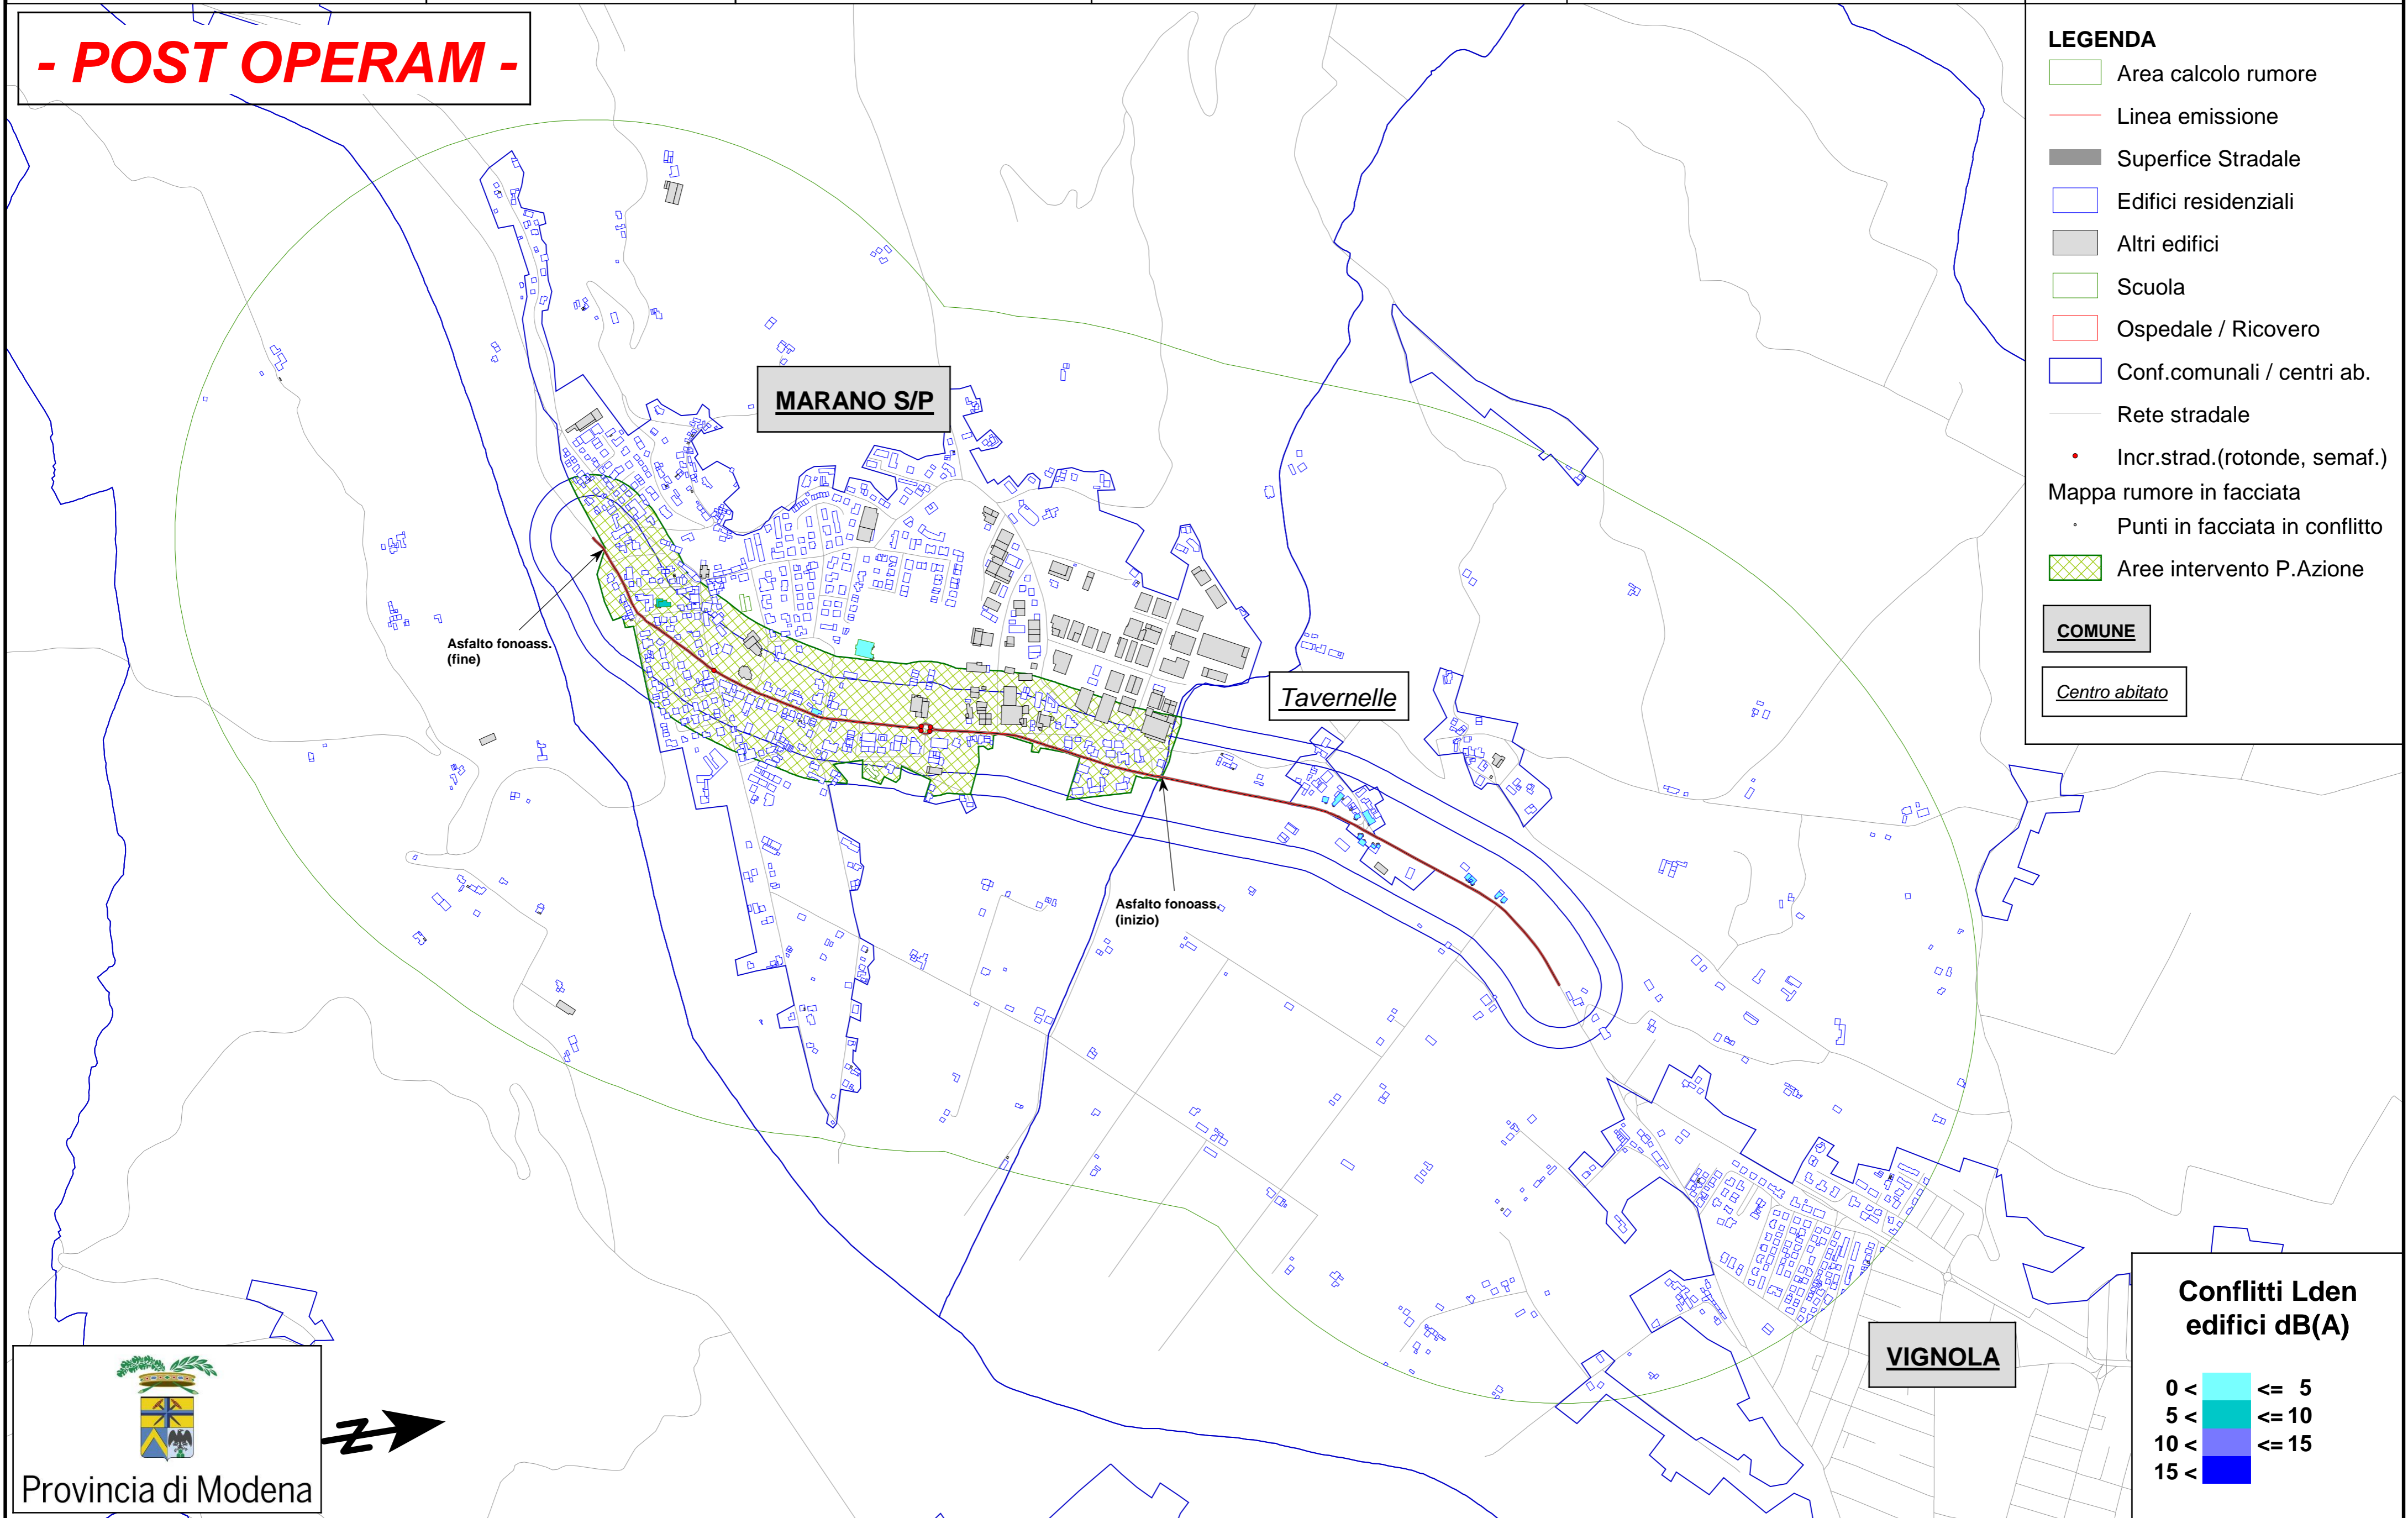 - POST OPERAM -
LEGENDA
Area calcolo rumore
Linea emissione
Superfice Stradale
Edifici residenziali
Altri edifici
Scuola
Ospedale / Ricovero
Conf.comunali / centri ab.
Rete stradale
Incr.strad.(rotonde, semaf.)
Mappa rumore in facciata
Punti in facciata in conflitto
Aree intervento P.Azione
COMUNE
Centro abitato
MARANO S/P
Asfalto fonoass.
(fine)
Tavernelle
Asfalto fonoass.
(inizio)
VIGNOLA
Conflitti Lden
edifici dB(A)
0 < <= 5
5 < <= 10
10 < <= 15
15 <
Provincia di Modena
Z